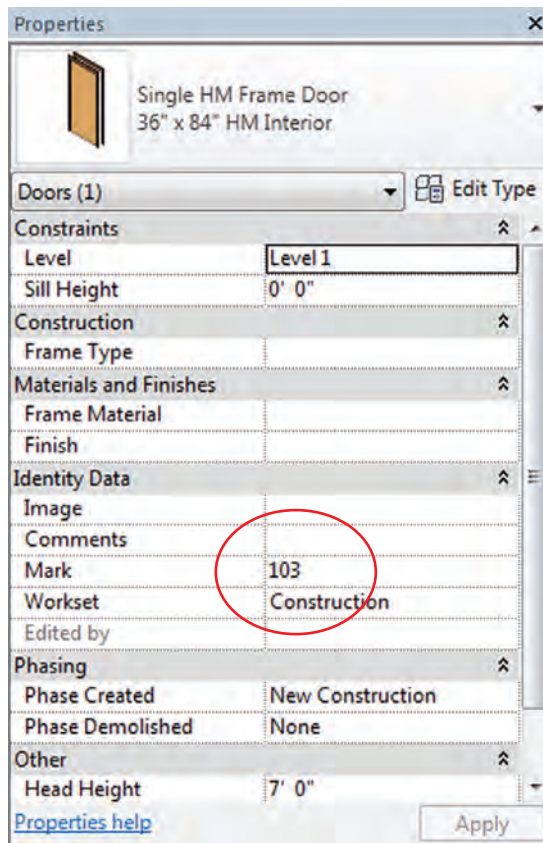 Properties
Single HM Frame Door
36" x 84" HM Interior
Doors (1) Edit Type
Constraints
Level Level 1
Sill Height 0' 0"
Construction
Frame Type
Materials and Finishes
Frame Material
Finish
Identity Data
Image
Comments
Mark 103
Workset Construction
Edited by
Phasing
Phase Created New Construction
Phase Demolished None
Other
Head Height 7' 0"
Properties help Apply